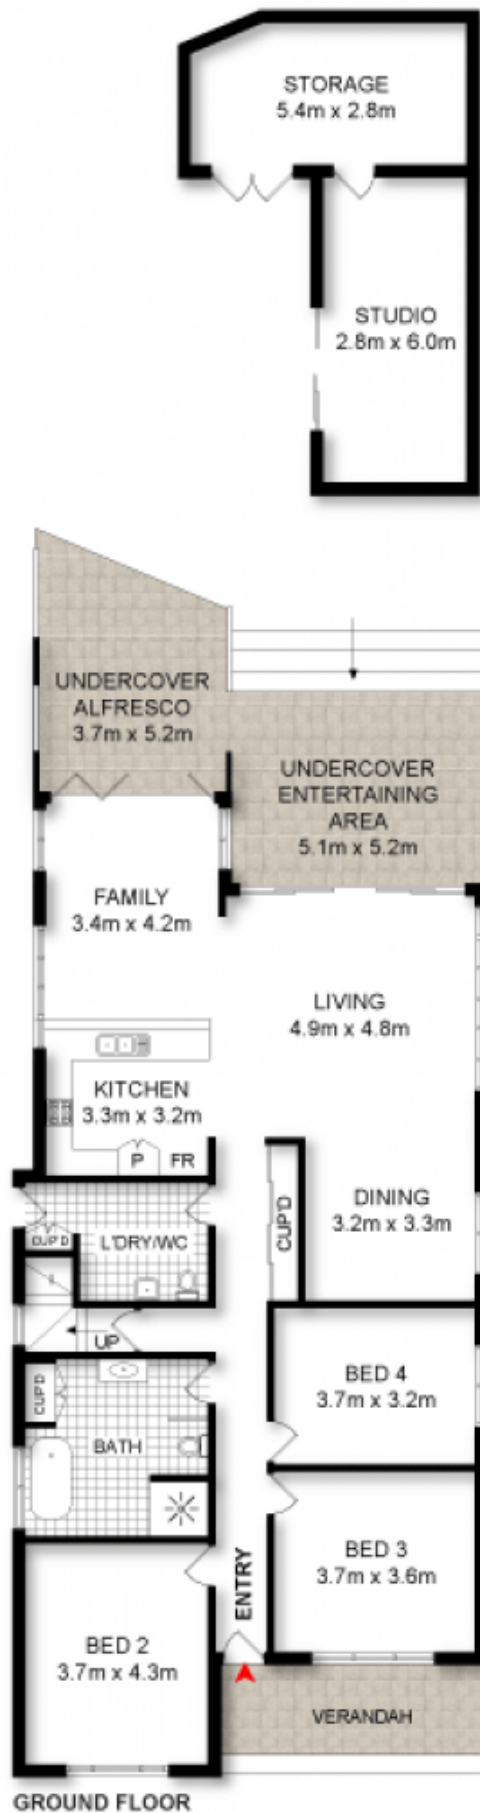 STORAGE
5.4m x 2.8m
STUDIO
2.8m x 6.0m
UNDERCOVER
ALFRESCO
3.7m x 5.2m
UNDERCOVER
ENTERTAINING
AREA
5.1m x 5.2m
FAMILY
3.4m x 4.2m
LIVING
4.9m x 4.8m
KITCHEN
3.3m x 3.2m
P
FR
CUP'D
DINING
3.2m x 3.3m
CUP'D
L'DRY/WC
UP
CUP'D
BATH
BED 4
3.7m x 3.2m
BED 3
3.7m x 3.6m
ENTRY
BED 2
3.7m x 4.3m
VERANDAH
GROUND FLOOR